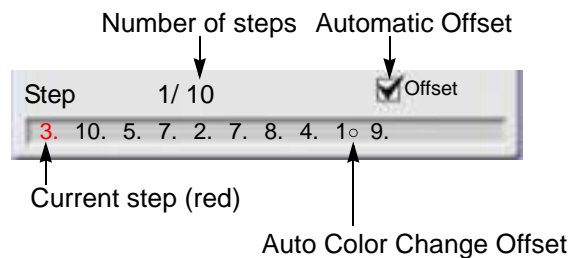 Number of steps Automatic Offset
Step 1/ 10 Offset
3. 10. 5. 7. 2. 7. 8. 4. 1○ 9.
Current step (red)
Auto Color Change Offset